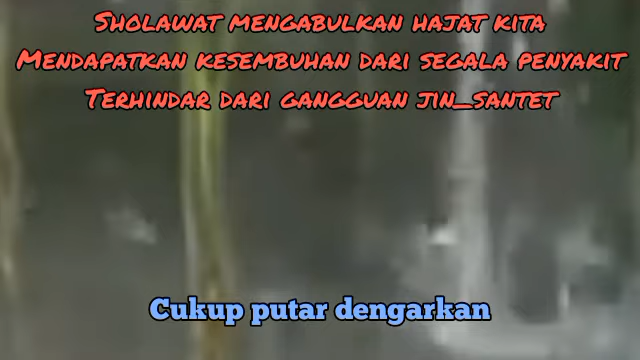 Sholawat mengabulkan hajat kita
Mendapatkan kesembuhan dari segala penyakit
Terhindar dari gangguan jin_santet
Cukup putar dengarkan